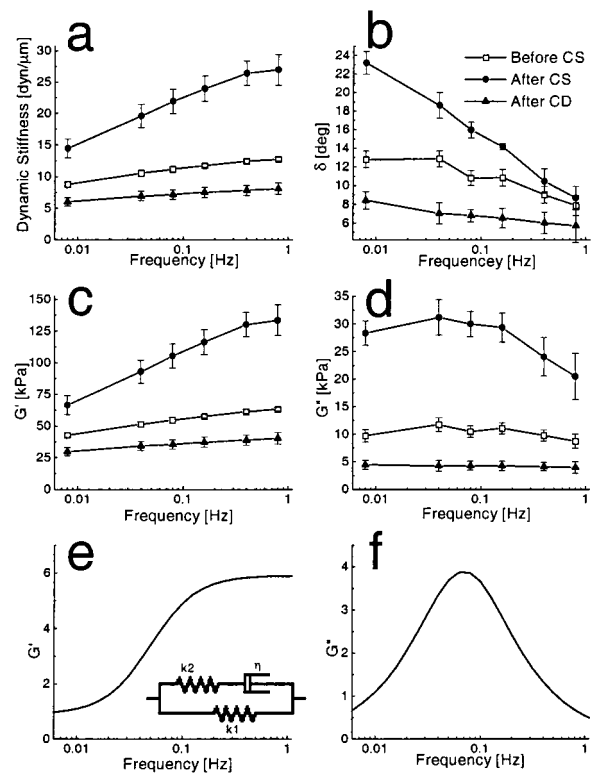 a
Dynamic Stiffness [dyn/μm]
30
25
20
15
10
5
0
0.01 0.1 1
Frequency [Hz]
b
δ [deg]
24
22
20
18
16
14
12
10
8
6
0.01 0.1 1
Frequencey [Hz]
Before CS
After CS
After CD
c
G' [kPa]
150
125
100
75
50
25
0
0.01 0.1 1
Frequency [Hz]
d
G" [kPa]
35
30
25
20
15
10
5
0
0.01 0.1 1
Frequency [Hz]
e
G'
6
4
2
0
0.01 0.1 1
Frequency [Hz]
k2
η
k1
f
G"
4
3
2
1
0
0.01 0.1 1
Frequency [Hz]